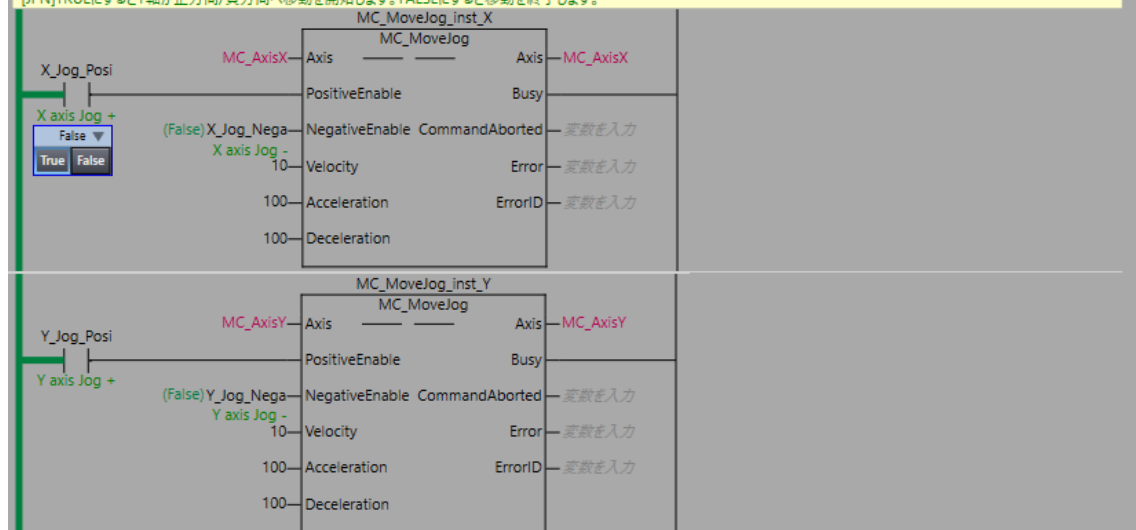 MC_MoveJog_inst_X
MC_MoveJog
MC_AxisX Axis Axis MC_AxisX
X_Jog_Posi
PositiveEnable Busy
X axis Jog +
(False) X_Jog_Nega NegativeEnable CommandAborted 変数を入力
False ▼
X axis Jog -
True False
10 Velocity Error 変数を入力
100 Acceleration ErrorID 変数を入力
100 Deceleration
MC_MoveJog_inst_Y
MC_MoveJog
MC_AxisY Axis Axis MC_AxisY
Y_Jog_Posi
PositiveEnable Busy
Y axis Jog +
(False) Y_Jog_Nega NegativeEnable CommandAborted 変数を入力
Y axis Jog -
10 Velocity Error 変数を入力
100 Acceleration ErrorID 変数を入力
100 Deceleration